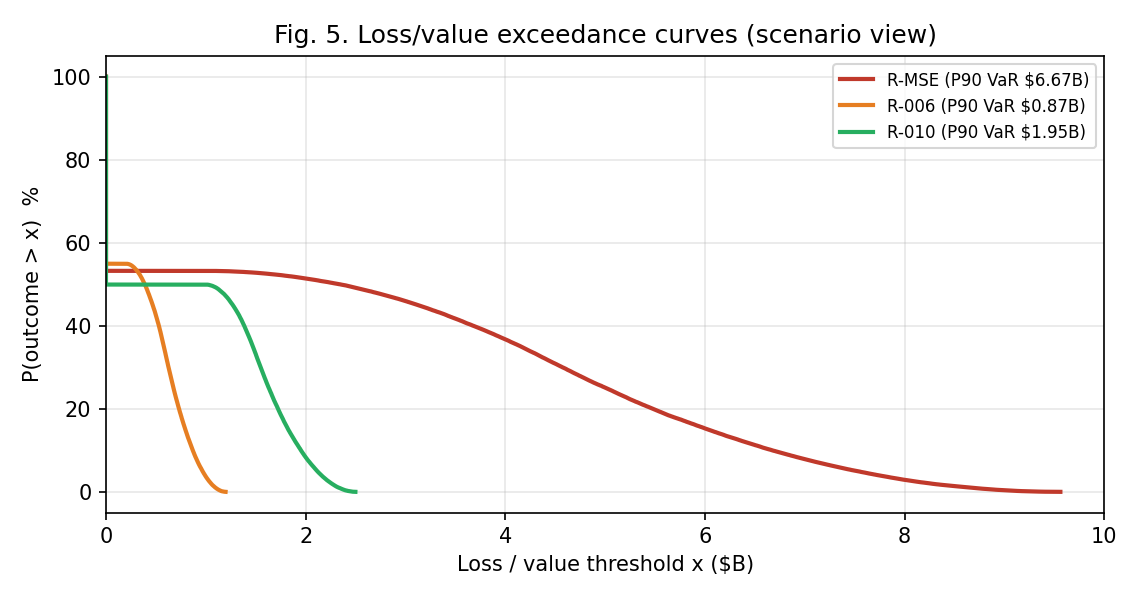 Fig. 5. Loss/value exceedance curves (scenario view)
100
80
60
40
20
0
P(outcome > x)  %
R-MSE (P90 VaR $6.67B)
R-006 (P90 VaR $0.87B)
R-010 (P90 VaR $1.95B)
0 2 4 6 8 10
Loss / value threshold x ($B)